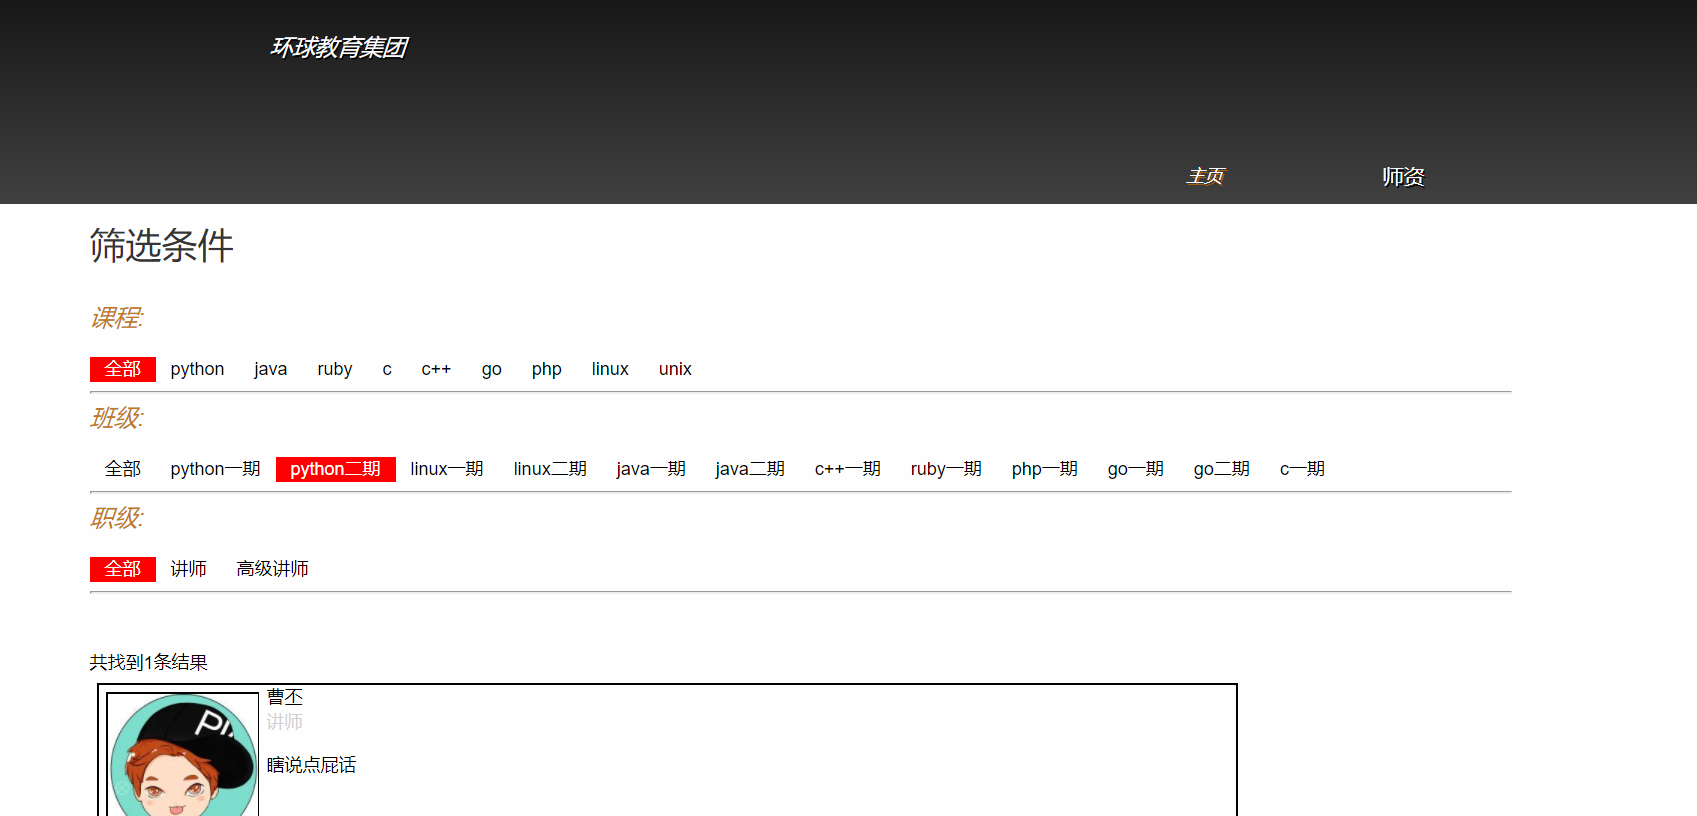 环球教育集团
主页 师资
筛选条件
课程:
全部 python java ruby c c++ go php linux unix
班级:
全部 python一期 python二期 linux一期 linux二期 java一期 java二期 c++一期 ruby一期 php一期 go一期 go二期 c一期
职级:
全部 讲师 高级讲师
共找到1条结果
曹丕
讲师
瞎说点屁话